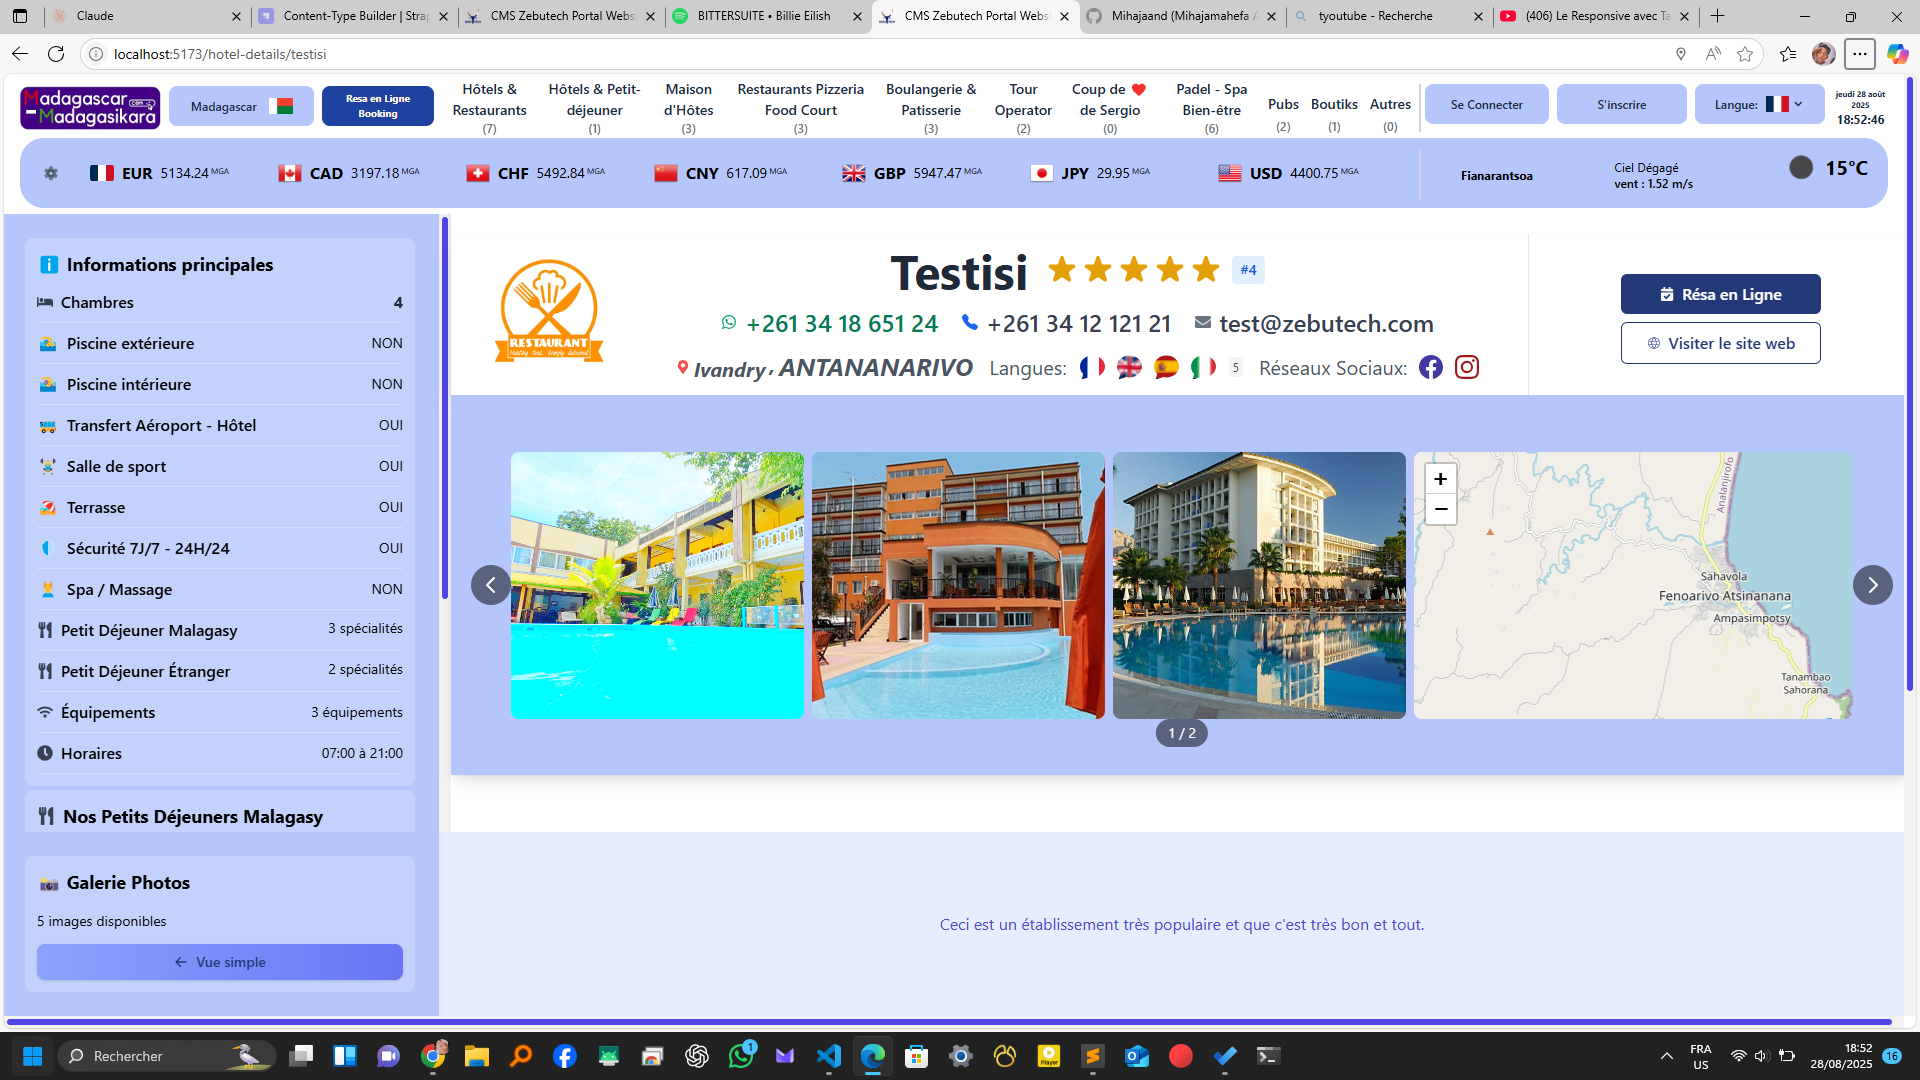 Claude
Content-Type Builder | Strap
CMS Zebutech Portal Websi
BITTERSUITE • Billie Eilish
CMS Zebutech Portal Websi
Mihajaand (Mihajamahefa A
tyoutube - Recherche
(406) Le Responsive avec Ta
localhost:5173/hotel-details/testisi
Madagascar
.com
-Madagasikara
Madagascar
Resa en Ligne
Booking
Hôtels &
Restaurants
(7)
Hôtels & Petit-
déjeuner
(1)
Maison
d'Hôtes
(3)
Restaurants Pizzeria
Food Court
(3)
Boulangerie &
Patisserie
(3)
Tour
Operator
(2)
Coup de ❤️
de Sergio
(0)
Padel - Spa
Bien-être
(6)
Pubs
(2)
Boutiks
(1)
Autres
(0)
Se Connecter
S'inscrire
Langue:
jeudi 28 août
2025
18:52:46
EUR 5134.24 MGA
CAD 3197.18 MGA
CHF 5492.84 MGA
CNY 617.09 MGA
GBP 5947.47 MGA
JPY 29.95 MGA
USD 4400.75 MGA
Fianarantsoa
Ciel Dégagé
vent : 1.52 m/s
15°C
Informations principales
Chambres 4
Piscine extérieure NON
Piscine intérieure NON
Transfert Aéroport - Hôtel OUI
Salle de sport OUI
Terrasse OUI
Sécurité 7J/7 - 24H/24 OUI
Spa / Massage NON
Petit Déjeuner Malagasy 3 spécialités
Petit Déjeuner Étranger 2 spécialités
Équipements 3 équipements
Horaires 07:00 à 21:00
Nos Petits Déjeuners Malagasy
Galerie Photos
5 images disponibles
← Vue simple
RESTAURANT
Healthy food, Simply delivered
Testisi
#4
+261 34 18 651 24
+261 34 12 121 21
test@zebutech.com
Ivandry, ANTANANARIVO
Langues:
5
Réseaux Sociaux:
Résa en Ligne
Visiter le site web
+
−
Analanjirofo
Sahavola
Fenoarivo Atsinanana
Ampasimpotsy
Tanambao
Sahorana
1 / 2
Ceci est un établissement très populaire et que c'est très bon et tout.
Rechercher
1
Player
FRA
US
18:52
28/08/2025
16